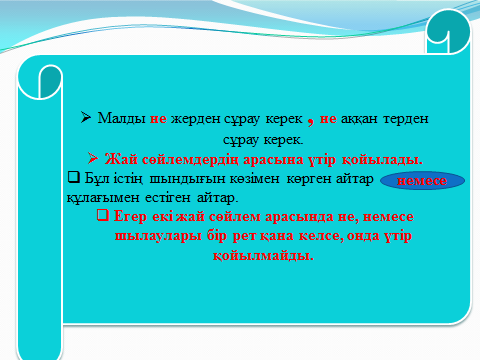 Малды не жерден сұрау керек , не аққан терден
сұрау керек.
Жай сөйлемдердің арасына үтір қойылады.
Бұл істің шындығын көзімен көрген айтар немесе
құлағымен естіген айтар.
Егер екі жай сөйлем арасында не, немесе
шылаулары бір рет қана келсе, онда үтір
қойылмайды.